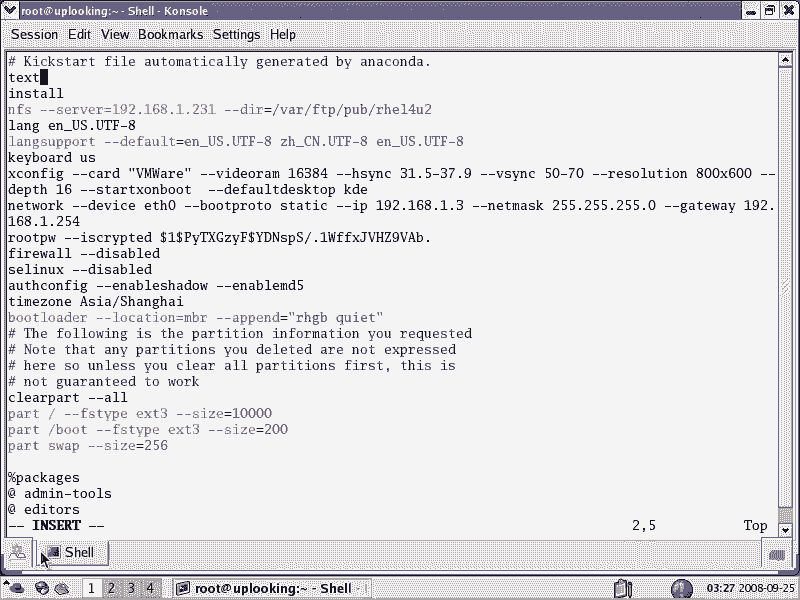 root@uplooking:~ - Shell - Konsole
Session Edit View Bookmarks Settings Help
# Kickstart file automatically generated by anaconda.
text
install
nfs --server=192.168.1.231 --dir=/var/ftp/pub/rhel4u2
lang en_US.UTF-8
langsupport --default=en_US.UTF-8 zh_CN.UTF-8 en_US.UTF-8
keyboard us
xconfig --card "VMWare" --videoram 16384 --hsync 31.5-37.9 --vsync 50-70 --resolution 800x600 --
depth 16 --startxonboot  --defaultdesktop kde
network --device eth0 --bootproto static --ip 192.168.1.3 --netmask 255.255.255.0 --gateway 192.
168.1.254
rootpw --iscrypted $1$PyTXGzyF$YDNspS/.1WffxJVHZ9VAb.
firewall --disabled
selinux --disabled
authconfig --enableshadow --enablemd5
timezone Asia/Shanghai
bootloader --location=mbr --append="rhgb quiet"
# The following is the partition information you requested
# Note that any partitions you deleted are not expressed
# here so unless you clear all partitions first, this is
# not guaranteed to work
clearpart --all
part / --fstype ext3 --size=10000
part /boot --fstype ext3 --size=200
part swap --size=256
%packages
@ admin-tools
@ editors
-- INSERT -- 2,5 Top
Shell
1 2 3 4 root@uplooking:~ - Shell - 03:27 2008-09-25